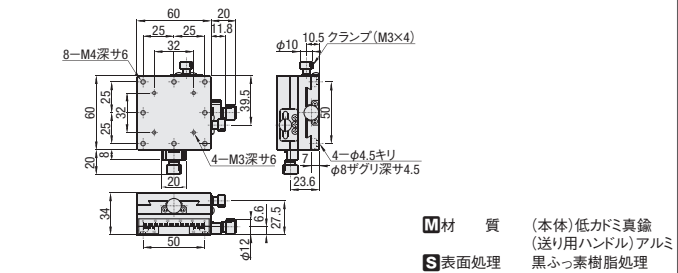 60
20
25
25
11.8
32
8-M4深サ6
60
25
32
25
39.5
20
8
20
4-M3深サ6
10.5
クランプ(M3×4)
φ10
50
4-φ4.5キリ
φ8ザグリ深サ4.5
7
23.6
34
50
φ12
6.6
27.5
M材 質 (本体)低カドミ真鍮
(送り用ハンドル)アルミ
S表面処理 黒ふっ素樹脂処理